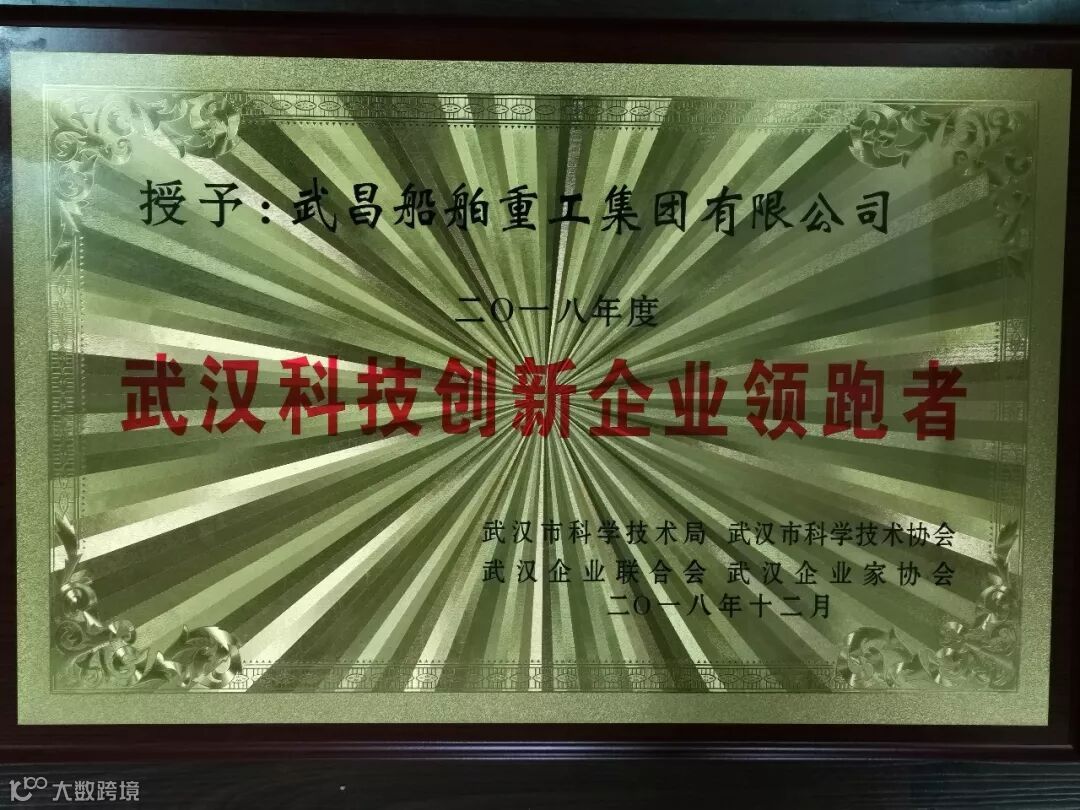 授予：武昌船舶重工集团有限公司
二〇一八年度
武汉科技创新企业领跑者
武汉市科学技术局 武汉市科学技术协会
武汉企业联合会 武汉企业家协会
二〇一八年十二月
大数跨境